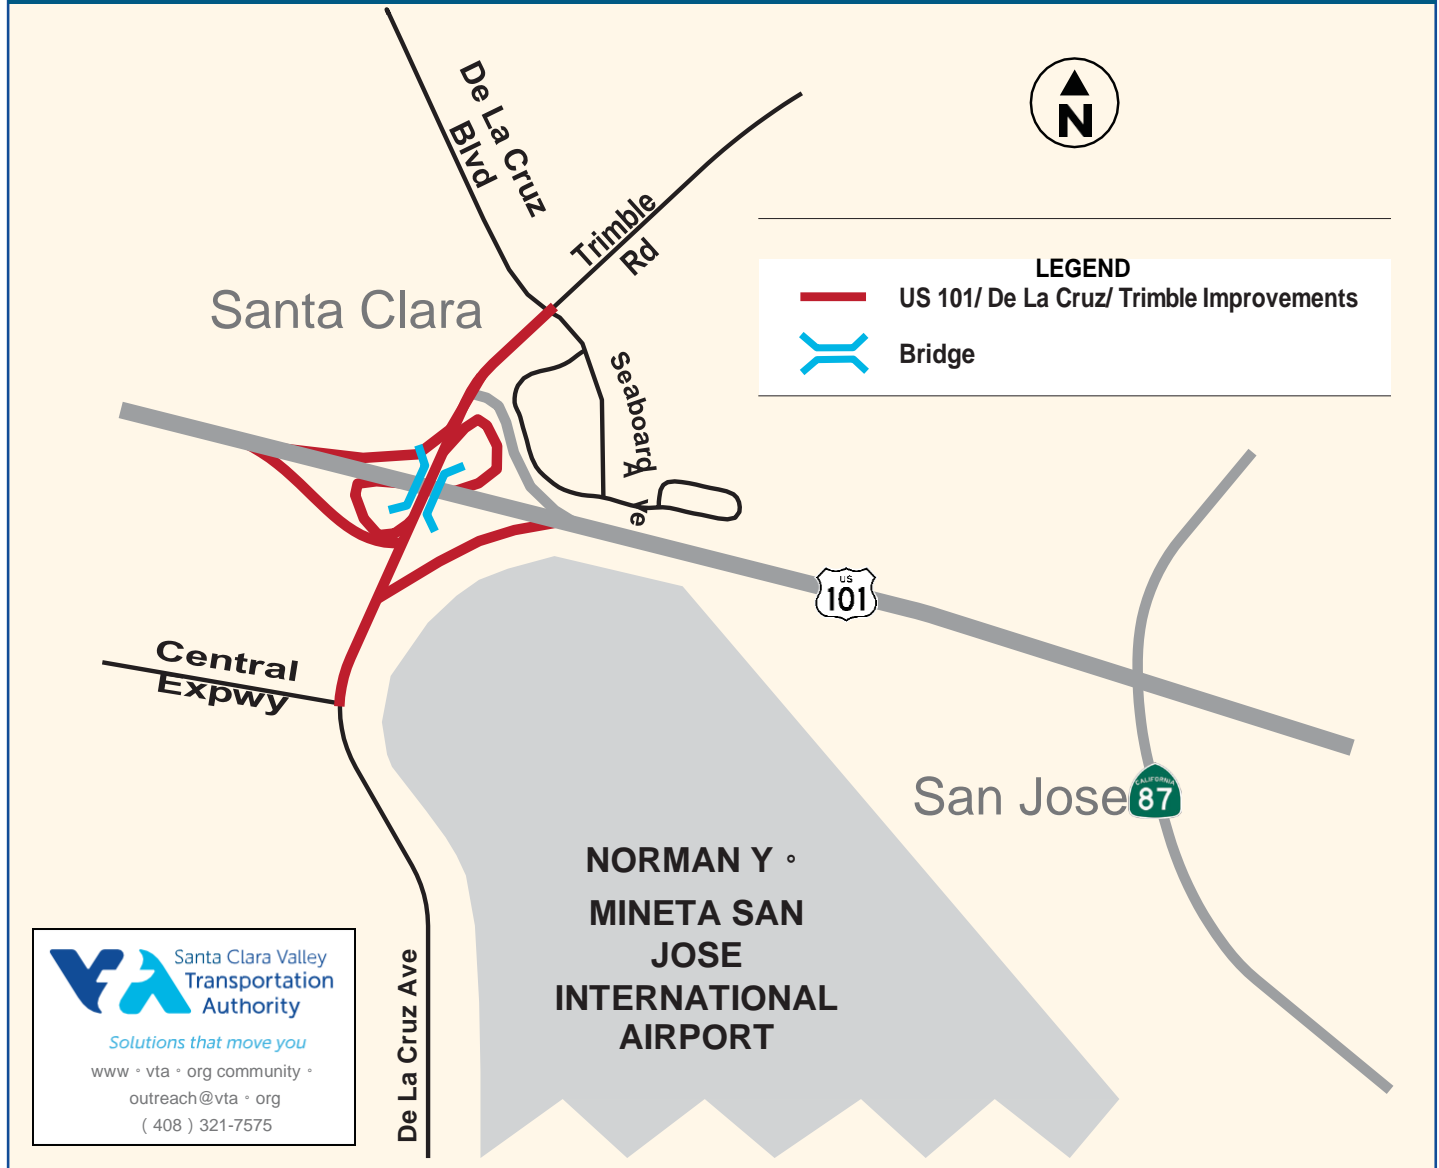 De La Cruz
Blvd
Trimble
Rd
N
Santa Clara
LEGEND
US 101/ De La Cruz/ Trimble Improvements
Bridge
Seaboard
A ve
US
101
Central
Expwy
San Jose
CALIFORNIA
87
NORMAN Y。
MINETA SAN
JOSE
INTERNATIONAL
AIRPORT
De La Cruz Ave
VTA
Santa Clara Valley
Transportation
Authority
Solutions that move you
www。vta。org community。
outreach@vta。org
(408)321-7575